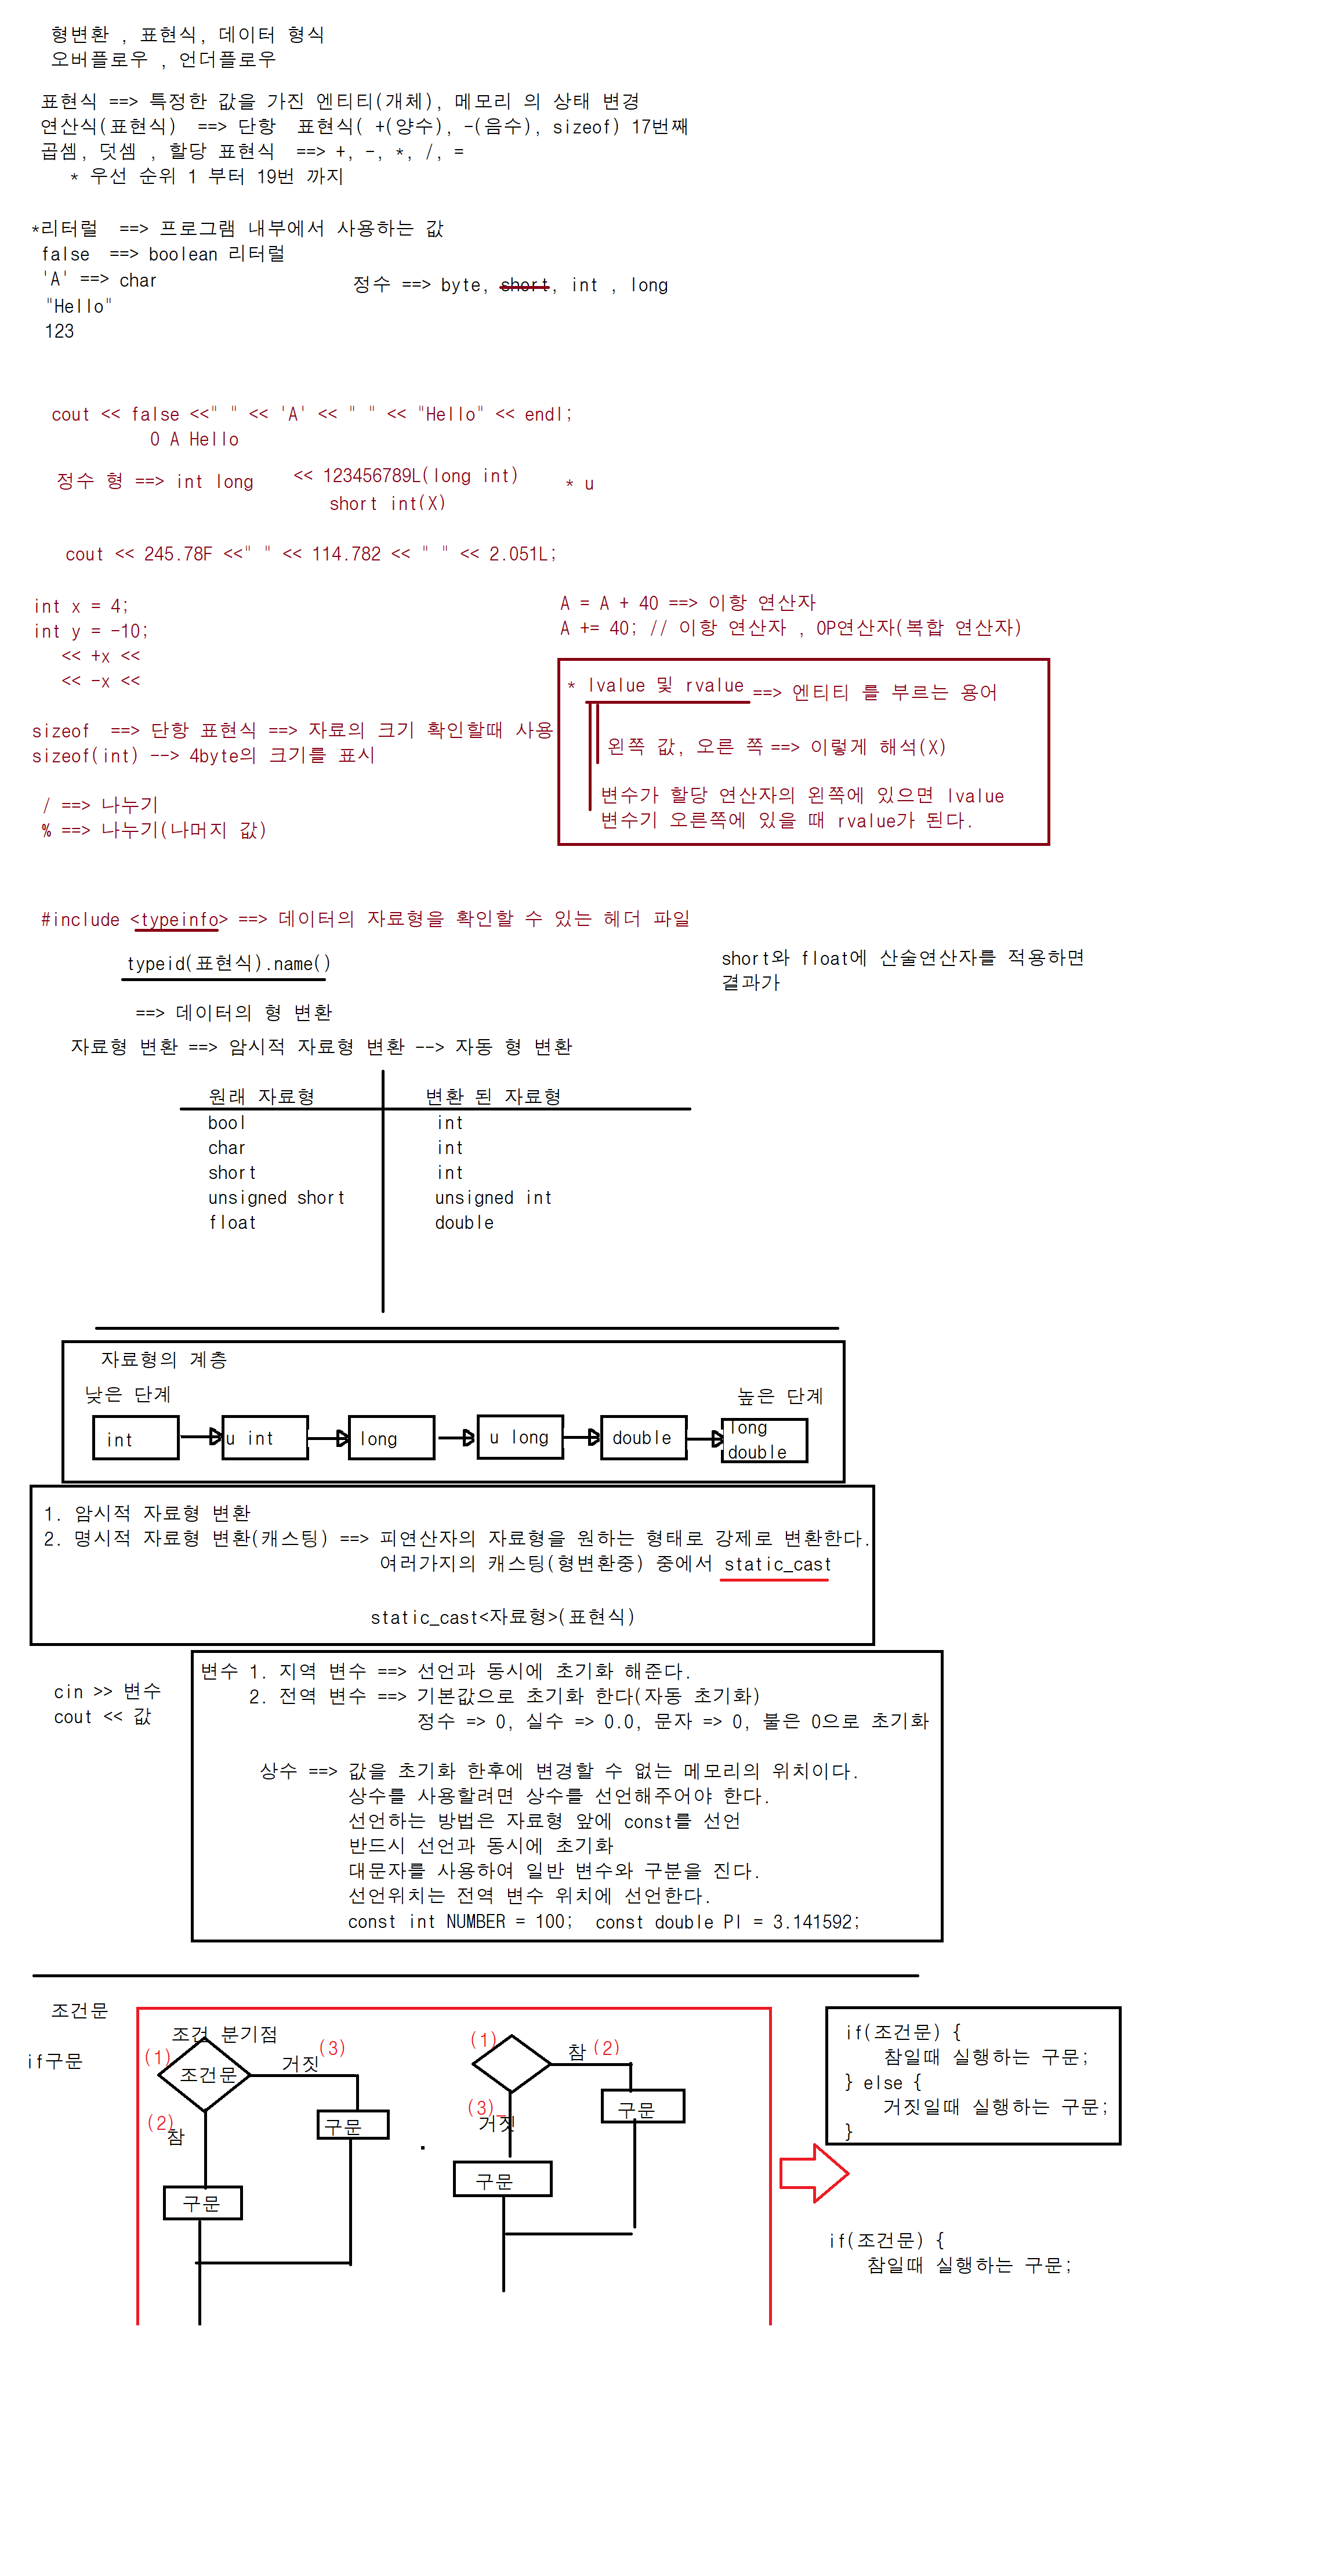 형변환 , 표현식, 데이터 형식
오버플로우 , 언더플로우
표현식 ==> 특정한 값을 가진 엔티티(개체), 메모리 의 상태 변경
연산식(표현식)  ==> 단항  표현식( +(양수), -(음수), sizeof) 17번째
곱셈, 덧셈 , 할당 표현식  ==> +, -, *, /, =
* 우선 순위 1 부터 19번 까지
*리터럴  ==> 프로그램 내부에서 사용하는 값
false  ==> boolean 리터럴
'A' ==> char
정수 ==> byte, short, int , long
"Hello"
123
cout << false <<" " << 'A' << " " << "Hello" << endl;
0 A Hello
정수 형 ==> int long
<< 123456789L(long int)
* u
short int(X)
cout << 245.78F <<" " << 114.782 << " " << 2.051L;
int x = 4;
int y = -10;
<< +x <<
<< -x <<
A = A + 40 ==> 이항 연산자
A += 40; // 이항 연산자 , OP연산자(복합 연산자)
* lvalue 및 rvalue ==> 엔티티 를 부르는 용어
왼쪽 값, 오른 쪽 ==> 이렇게 해석(X)
변수가 할당 연산자의 왼쪽에 있으면 lvalue
변수기 오른쪽에 있을 때 rvalue가 된다.
sizeof  ==> 단항 표현식 ==> 자료의 크기 확인할때 사용
sizeof(int) --> 4byte의 크기를 표시
/ ==> 나누기
% ==> 나누기(나머지 값)
#include <typeinfo> ==> 데이터의 자료형을 확인할 수 있는 헤더 파일
typeid(표현식).name()
short와 float에 산술연산자를 적용하면
결과가
==> 데이터의 형 변환
자료형 변환 ==> 암시적 자료형 변환 --> 자동 형 변환
원래 자료형 변환 된 자료형
bool int
char int
short int
unsigned short unsigned int
float double
자료형의 계층
낮은 단계
높은 단계
int
u int
long
u long
double
long
double
1. 암시적 자료형 변환
2. 명시적 자료형 변환(캐스팅) ==> 피연산자의 자료형을 원하는 형태로 강제로 변환한다.
여러가지의 캐스팅(형변환중) 중에서 static_cast
static_cast<자료형>(표현식)
cin >> 변수
cout << 값
변수 1. 지역 변수 ==> 선언과 동시에 초기화 해준다.
2. 전역 변수 ==> 기본값으로 초기화 한다(자동 초기화)
정수 => 0, 실수 => 0.0, 문자 => 0, 불은 0으로 초기화
상수 ==> 값을 초기화 한후에 변경할 수 없는 메모리의 위치이다.
상수를 사용할려면 상수를 선언해주어야 한다.
선언하는 방법은 자료형 앞에 const를 선언
반드시 선언과 동시에 초기화
대문자를 사용하여 일반 변수와 구분을 진다.
선언위치는 전역 변수 위치에 선언한다.
const int NUMBER = 100;  const double PI = 3.141592;
조건문
if구문
조건 분기점
(1)
조건문
거짓
(3)
(2)
참
구문
구문
(1)
참 (2)
(3)
거짓
구문
구문
if(조건문) {
참일때 실행하는 구문;
} else {
거짓일때 실행하는 구문;
}
if(조건문) {
참일때 실행하는 구문;